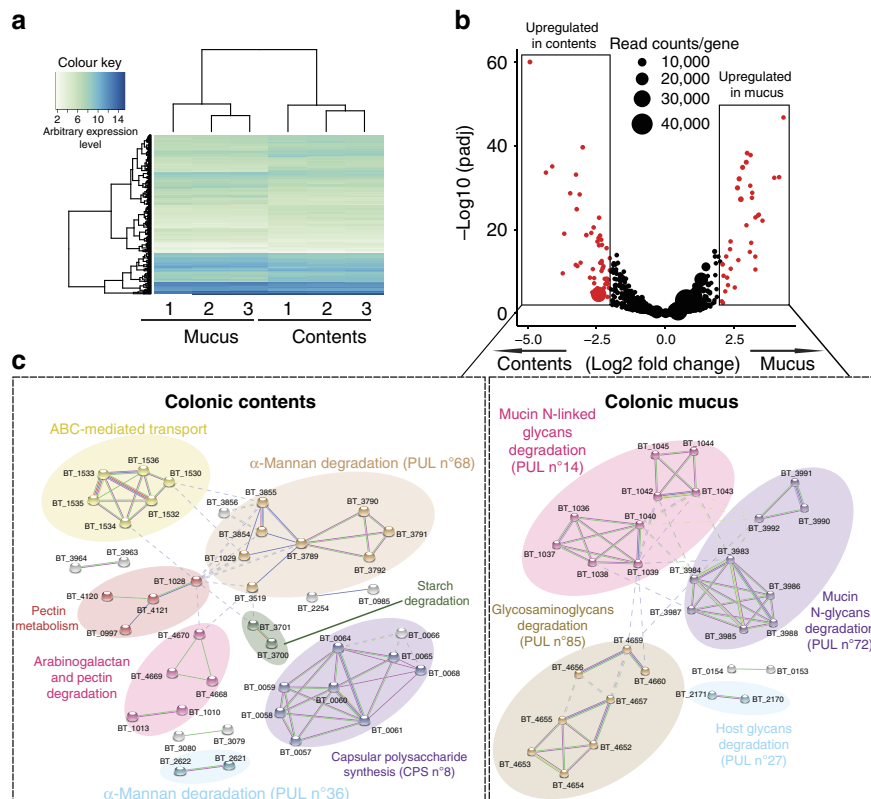 a
Colour key
2 6 10 14
Arbitrary expression
level
1 2 3 1 2 3
Mucus Contents
b
Upregulated
in contents
Read counts/gene
10,000
20,000
30,000
40,000
Upregulated
in mucus
60
40
20
0
−Log10 (padj)
−5.0 −2.5 0.0 2.5
Contents (Log2 fold change) Mucus
c
Colonic contents
ABC-mediated transport
BT_1536
BT_1533
BT_1530
BT_1535
BT_1532
BT_1534
α-Mannan degradation (PUL n°68)
BT_3855
BT_3856
BT_3790
BT_3854
BT_3791
BT_1029
BT_3789
BT_3792
BT_3963
BT_3964
BT_1028
BT_4120
BT_3519
Pectin
metabolism
BT_4121
BT_0997
BT_0985
BT_2254
Starch
degradation
BT_3701
BT_3700
BT_4670
Arabinogalactan
and pectin
degradation
BT_4669
BT_4668
BT_1010
BT_1013
BT_0064
BT_0066
BT_0065
BT_0068
BT_0059
BT_0060
BT_0058
BT_0061
BT_0057
Capsular polysaccharide
synthesis (CPS n°8)
BT_3079
BT_3080
BT_2621
BT_2622
α-Mannan degradation (PUL n°36)
Colonic mucus
Mucin N-linked
glycans
degradation
(PUL n°14)
BT_1045
BT_1044
BT_1042
BT_1043
BT_1036
BT_1040
BT_1037
BT_1038
BT_1039
BT_3991
BT_3990
BT_3992
BT_3983
BT_3984
BT_3986
BT_3987
BT_3985
BT_3988
Mucin
N-glycans
degradation
(PUL n°72)
Glycosaminoglycans
degradation
(PUL n°85)
BT_4659
BT_4656
BT_4660
BT_4657
BT_4655
BT_4652
BT_4653
BT_4654
BT_0154
BT_0153
BT_2171
BT_2170
Host glycans
degradation
(PUL n°27)